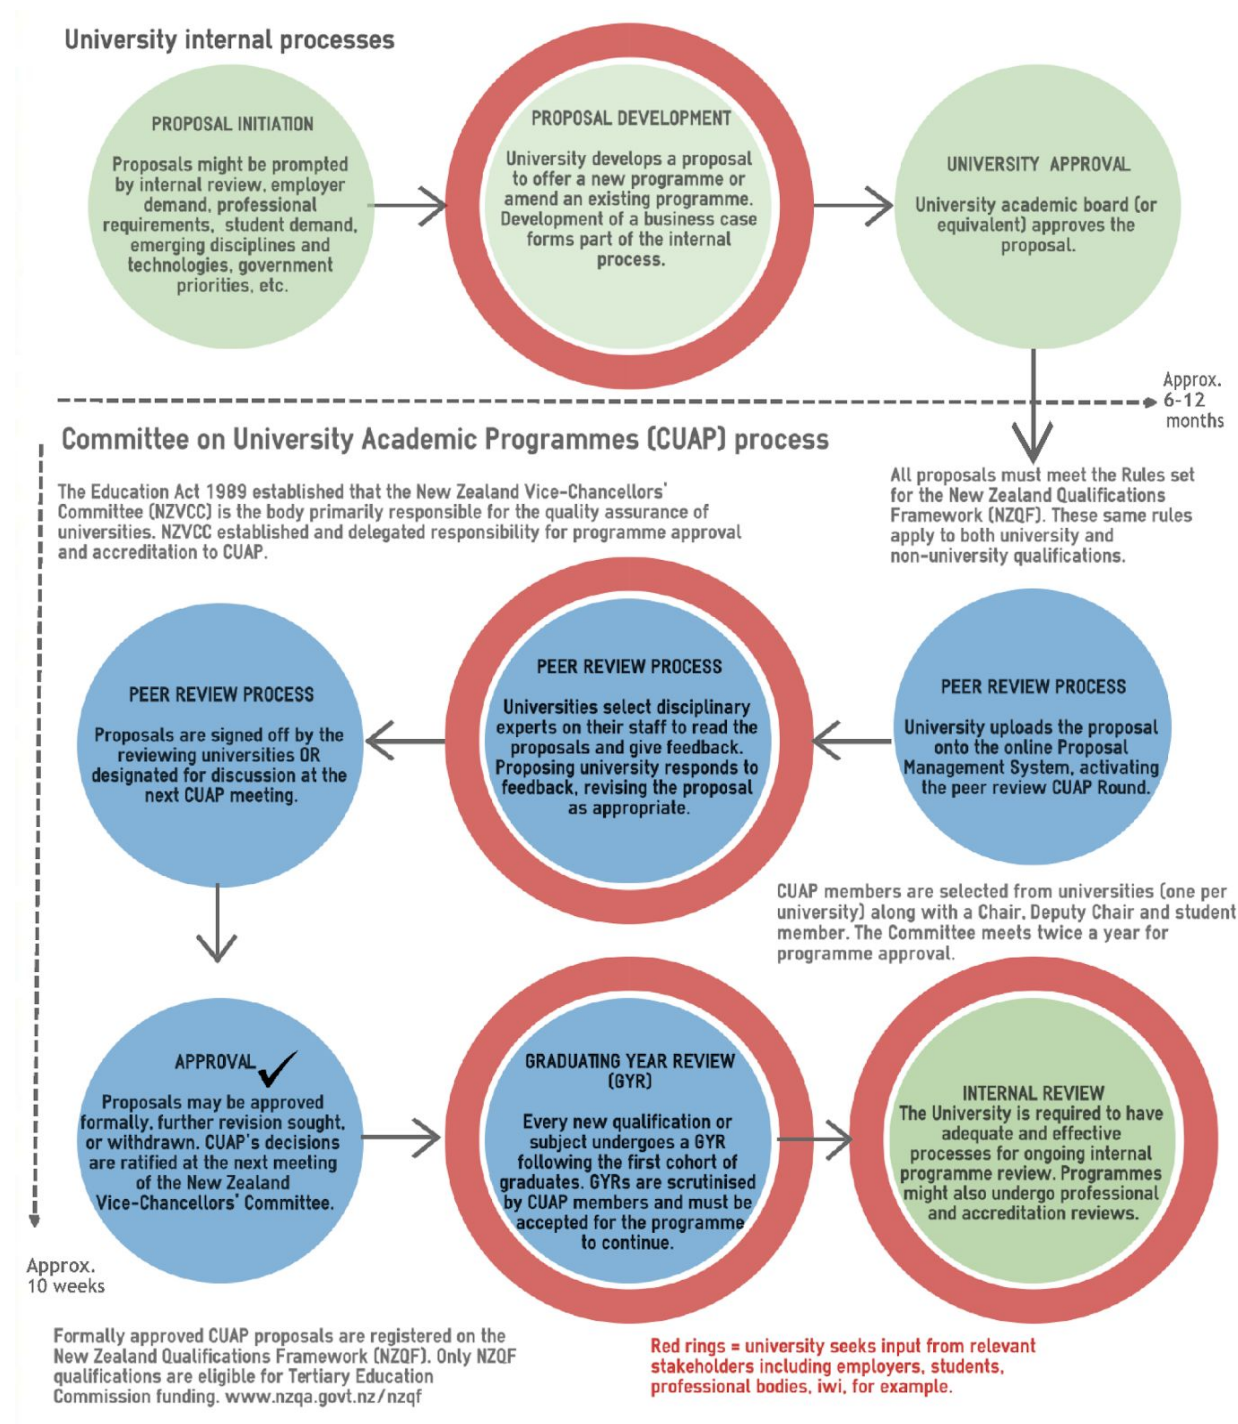 University internal processes
PROPOSAL INITIATION
Proposals might be prompted
by internal review, employer
demand, professional
requirements,  student demand,
emerging disciplines and
technologies, government
priorities, etc.
PROPOSAL DEVELOPMENT
University develops a proposal
to offer a new programme or
amend an existing programme.
Development of a business case
forms part of the internal
process.
UNIVERSITY  APPROVAL
University academic board (or
equivalent) approves the
proposal.
Approx.
6-12
months
Committee on University Academic Programmes (CUAP) process
The Education Act 1989 established that the New Zealand Vice-Chancellors'
Committee (NZVCC) is the body primarily responsible for the quality assurance of
universities. NZVCC established and delegated responsibility for programme approval
and accreditation to CUAP.
All proposals must meet the Rules set
for the New Zealand Qualifications
Framework (NZQF). These same rules
apply to both university and
non-university qualifications.
PEER REVIEW PROCESS
University uploads the proposal
onto the online Proposal
Management System, activating
the peer review CUAP Round.
PEER REVIEW PROCESS
Universities select disciplinary
experts on their staff to read the
proposals and give feedback.
Proposing university responds to
feedback, revising the proposal
as appropriate.
PEER REVIEW PROCESS
Proposals are signed off by the
reviewing universities OR
designated for discussion at the
next CUAP meeting.
CUAP members are selected from universities (one per
university) along with a Chair, Deputy Chair and student
member. The Committee meets twice a year for
programme approval.
APPROVAL
Proposals may be approved
formally, further revision sought,
or withdrawn. CUAP's decisions
are ratified at the next meeting
of the New Zealand
Vice-Chancellors' Committee.
GRADUATING YEAR REVIEW
(GYR)
Every new qualification or
subject undergoes a GYR
following the first cohort of
graduates. GYRs are scrutinised
by CUAP members and must be
accepted for the programme
to continue.
INTERNAL REVIEW
The University is required to have
adequate and effective
processes for ongoing internal
programme review. Programmes
might also undergo professional
and accreditation reviews.
Approx.
10 weeks
Formally approved CUAP proposals are registered on the
New Zealand Qualifications Framework (NZQF). Only NZQF
qualifications are eligible for Tertiary Education
Commission funding. www.nzqa.govt.nz/nzqf
Red rings = university seeks input from relevant
stakeholders including employers, students,
professional bodies, iwi, for example.